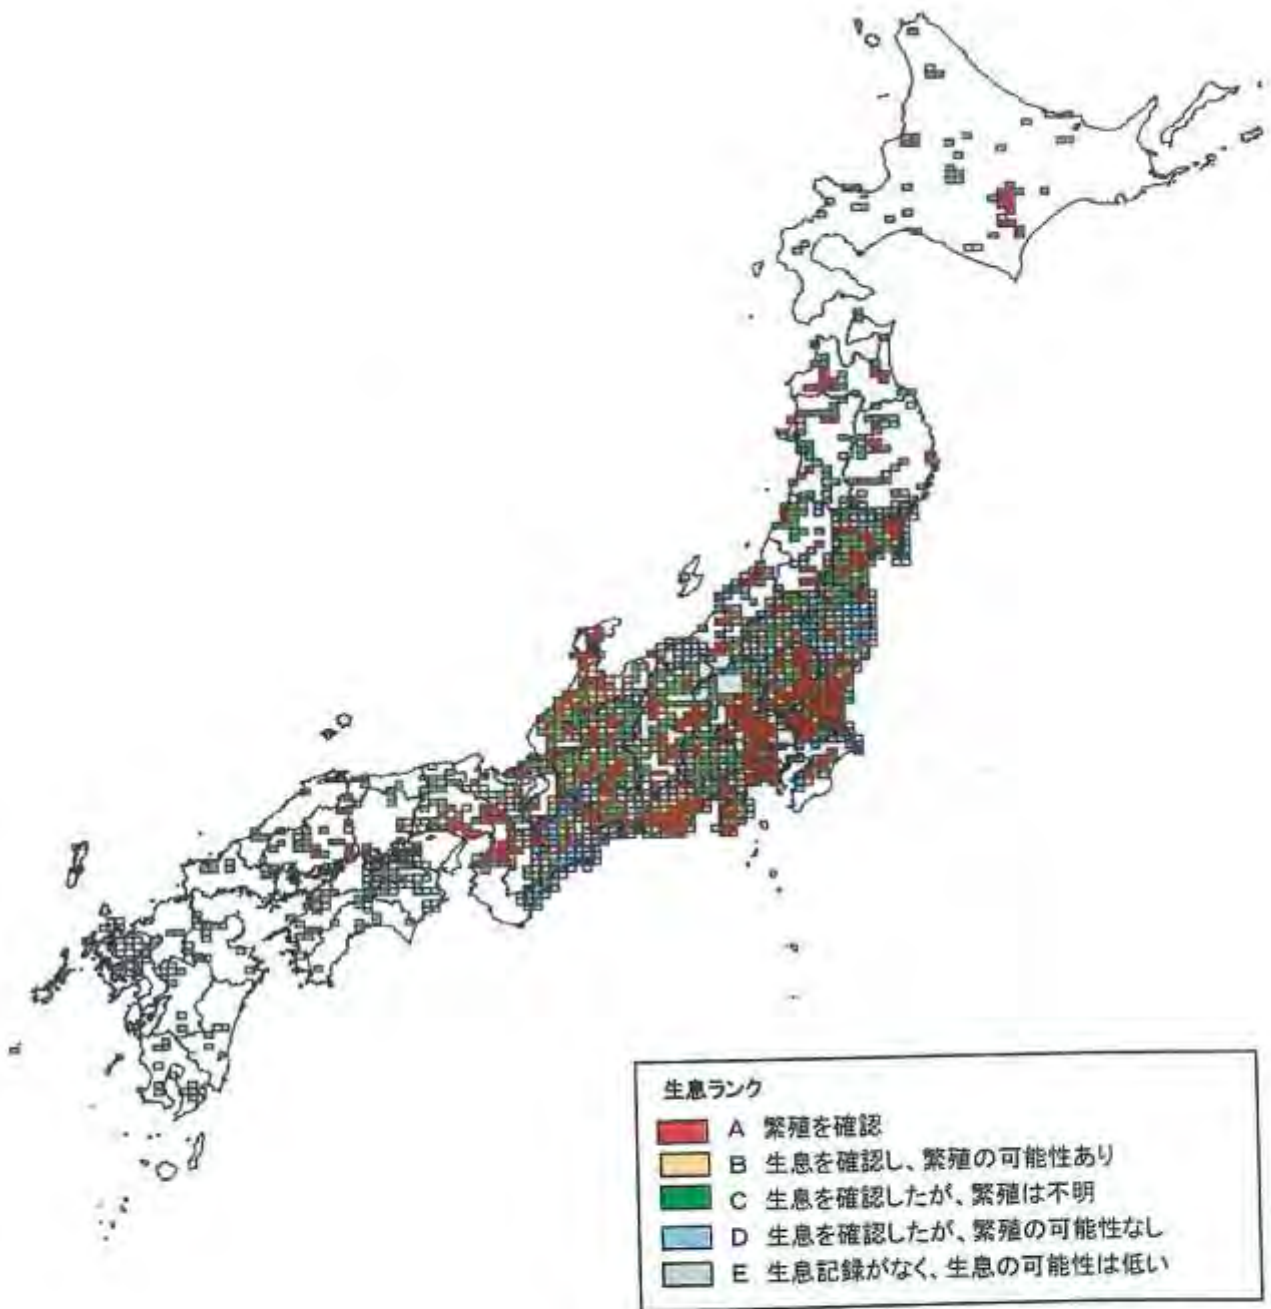 生息ランク
A 繁殖を確認
B 生息を確認し、繁殖の可能性あり
C 生息を確認したが、繁殖は不明
D 生息を確認したが、繁殖の可能性なし
E 生息記録がなく、生息の可能性は低い